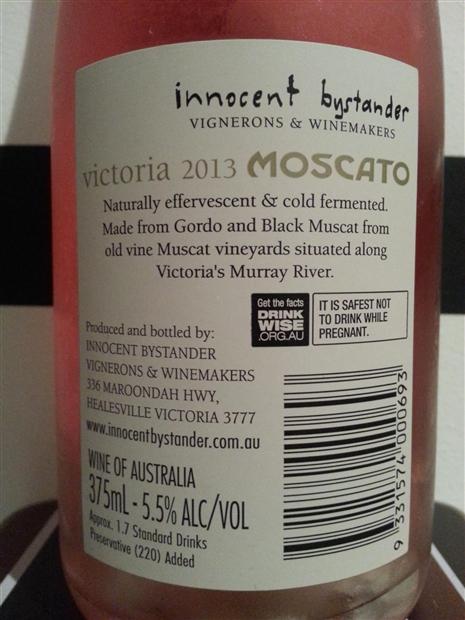 innocent bystander
VIGNERONS & WINEMAKERS
victoria 2013 MOSCATO
Naturally effervescent & cold fermented.
Made from Gordo and Black Muscat from
old vine Muscat vineyards situated along
Victoria's Murray River.
Get the facts
DRINK
WISE
.ORG.AU
IT IS SAFEST NOT
TO DRINK WHILE
PREGNANT.
Produced and bottled by:
INNOCENT BYSTANDER
VIGNERONS & WINEMAKERS
336 MAROONDAH HWY,
HEALESVILLE VICTORIA 3777
www.innocentbystander.com.au
WINE OF AUSTRALIA
375mL - 5.5% ALC/VOL
Approx. 1.7 Standard Drinks
Preservative (220) Added
9 331574 000693